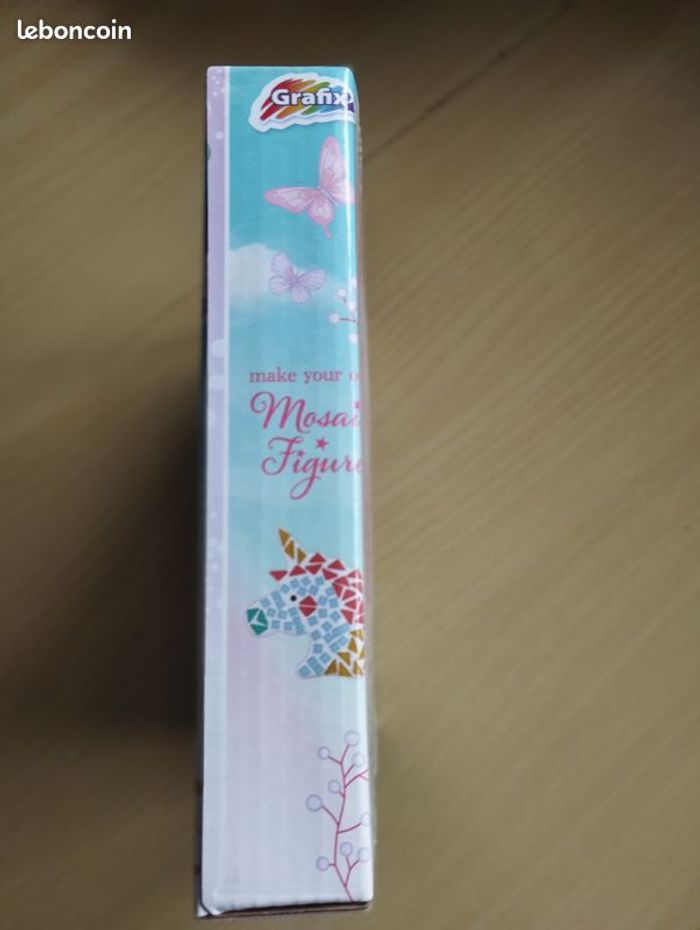 leboncoin
Grafix
make your o
Mosai
Figure